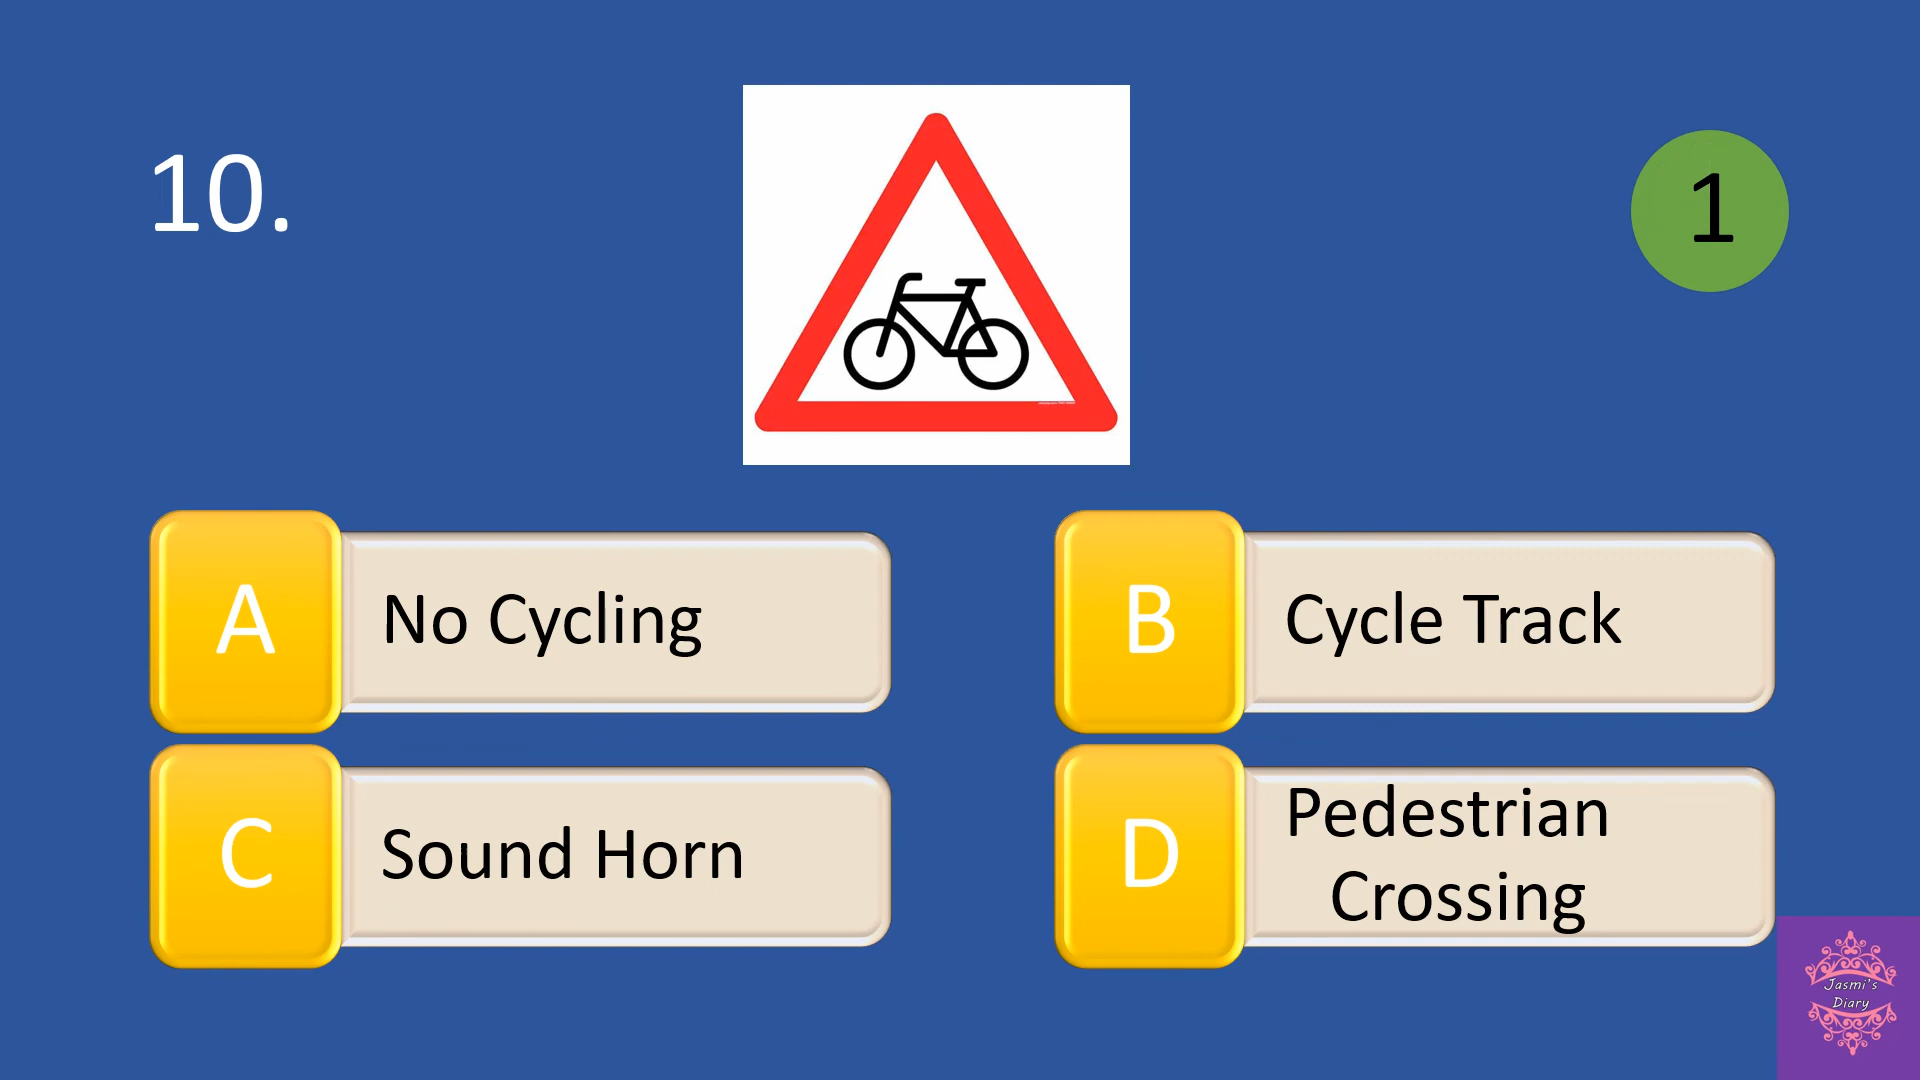 10.
1
A
No Cycling
B
Cycle Track
C
Sound Horn
D
Pedestrian
Crossing
Jasmi's
Diary